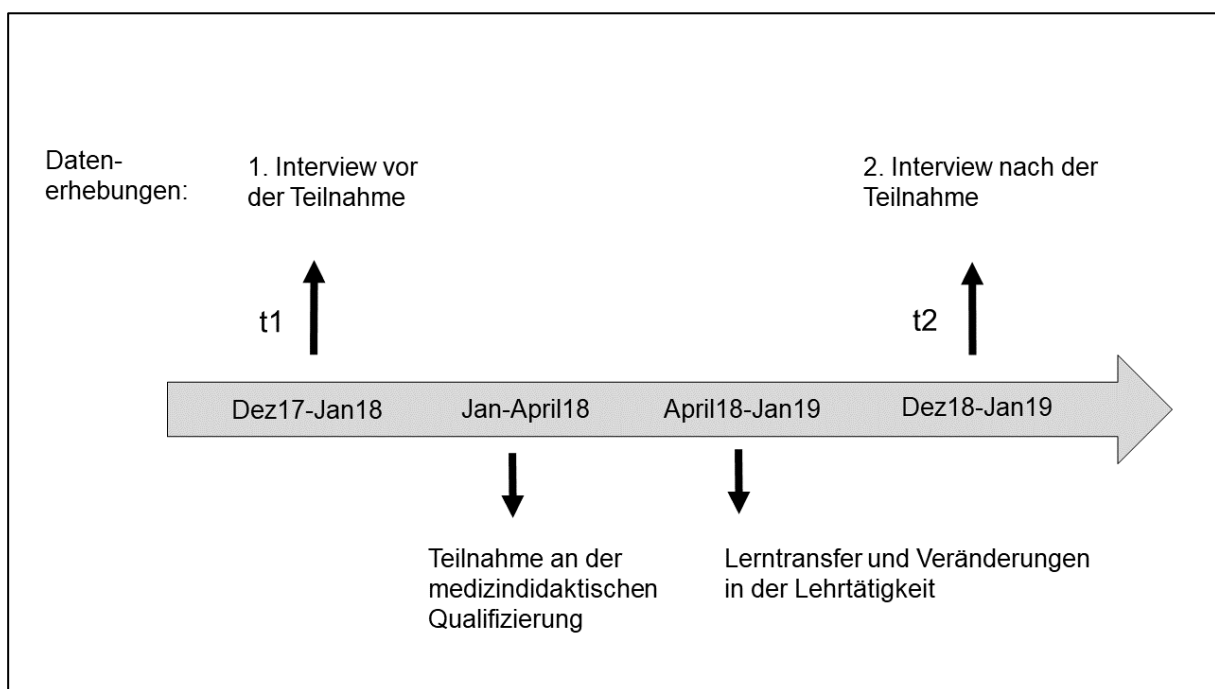 Daten-
erhebungen:
1. Interview vor
der Teilnahme
2. Interview nach der
Teilnahme
t1
t2
Dez17-Jan18
Jan-April18
April18-Jan19
Dez18-Jan19
Teilnahme an der
medizindidaktischen
Qualifizierung
Lerntransfer und Veränderungen
in der Lehrtätigkeit